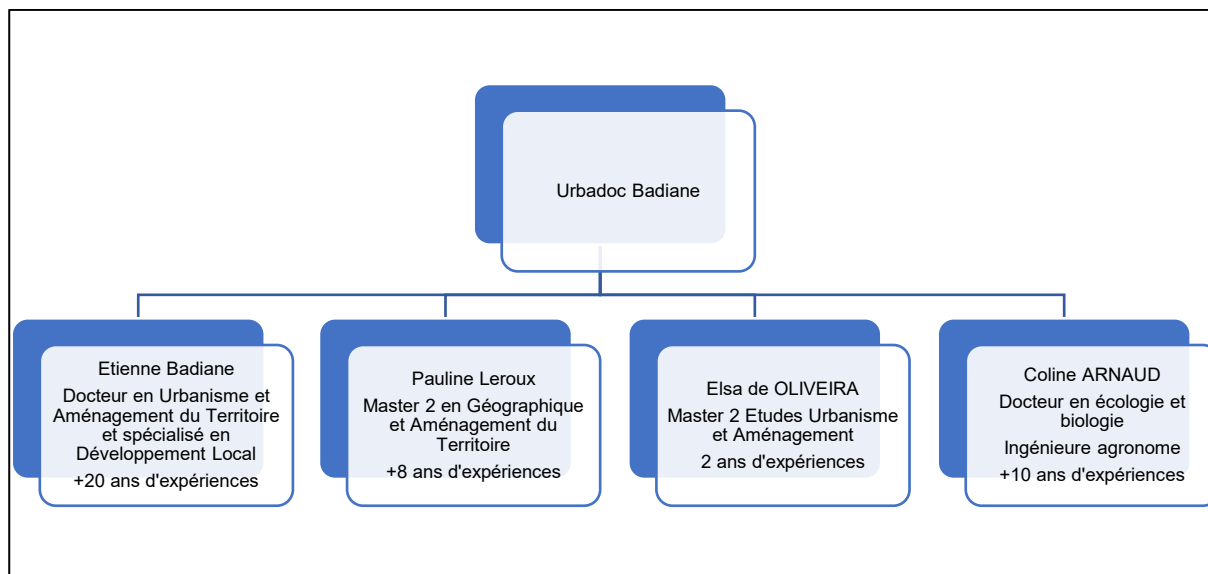 Urbadoc Badiane
Etienne Badiane
Docteur en Urbanisme et
Aménagement du Territoire
et spécialisé en
Développement Local
+20 ans d'expériences
Pauline Leroux
Master 2 en Géographique
et Aménagement du
Territoire
+8 ans d'expériences
Elsa de OLIVEIRA
Master 2 Etudes Urbanisme
et Aménagement
2 ans d'expériences
Coline ARNAUD
Docteur en écologie et
biologie
Ingénieure agronome
+10 ans d'expériences